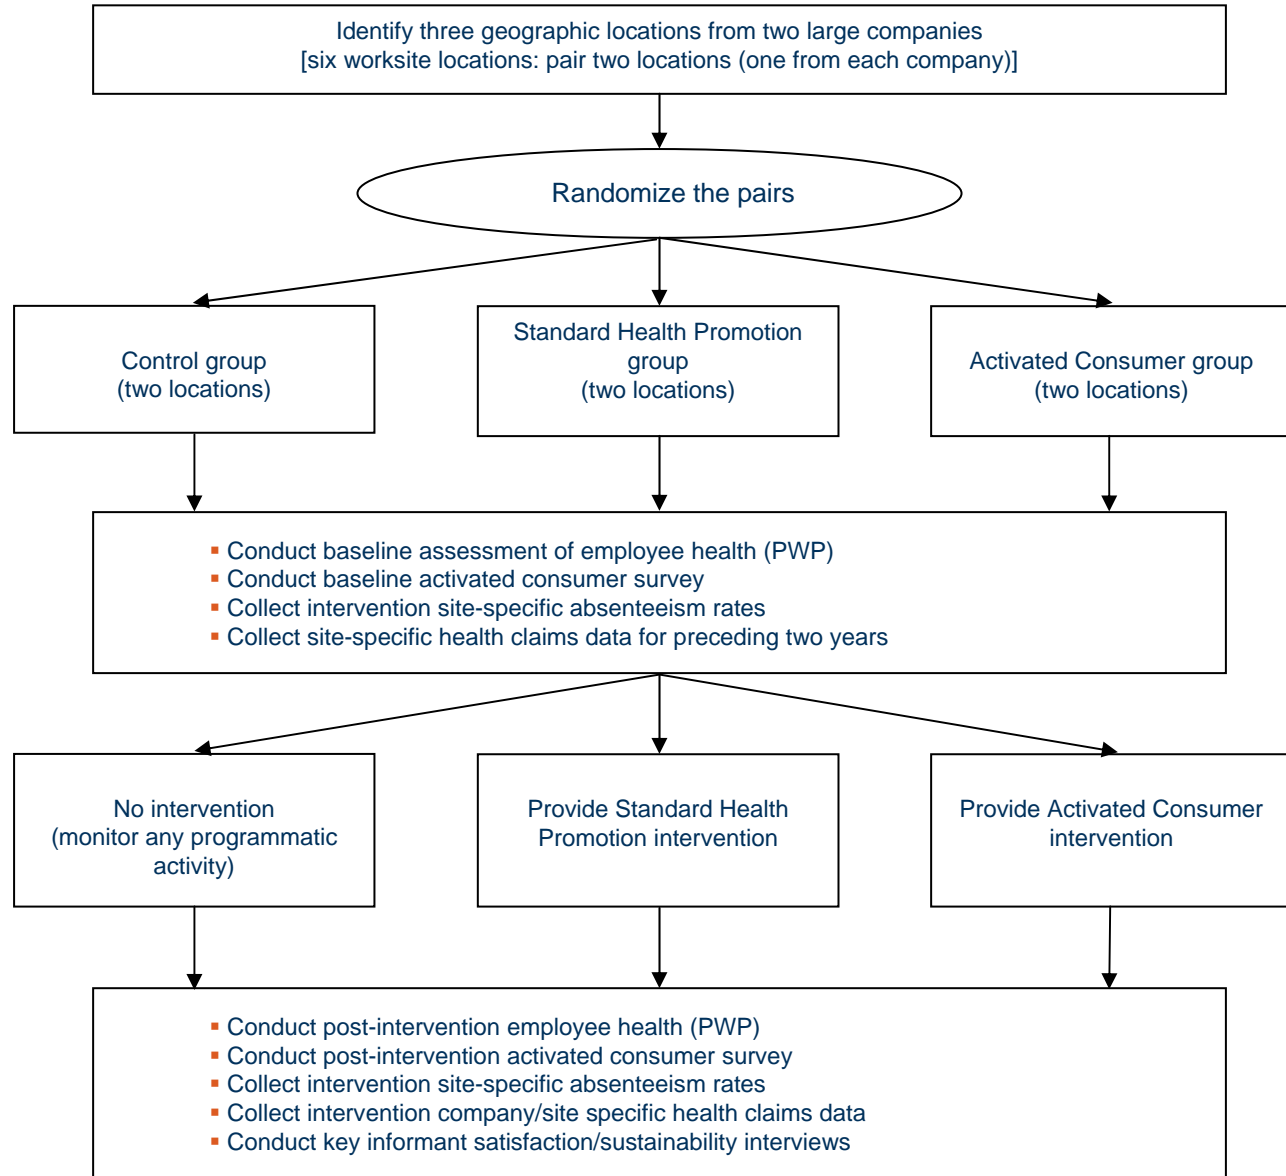 Identify three geographic locations from two large companies
[six worksite locations: pair two locations (one from each company)]
Randomize the pairs
Control group
(two locations)
Standard Health Promotion
group
(two locations)
Activated Consumer group
(two locations)
▪ Conduct baseline assessment of employee health (PWP)
▪ Conduct baseline activated consumer survey
▪ Collect intervention site-specific absenteeism rates
▪ Collect site-specific health claims data for preceding two years
No intervention
(monitor any programmatic
activity)
Provide Standard Health
Promotion intervention
Provide Activated Consumer
intervention
▪ Conduct post-intervention employee health (PWP)
▪ Conduct post-intervention activated consumer survey
▪ Collect intervention site-specific absenteeism rates
▪ Collect intervention company/site specific health claims data
▪ Conduct key informant satisfaction/sustainability interviews